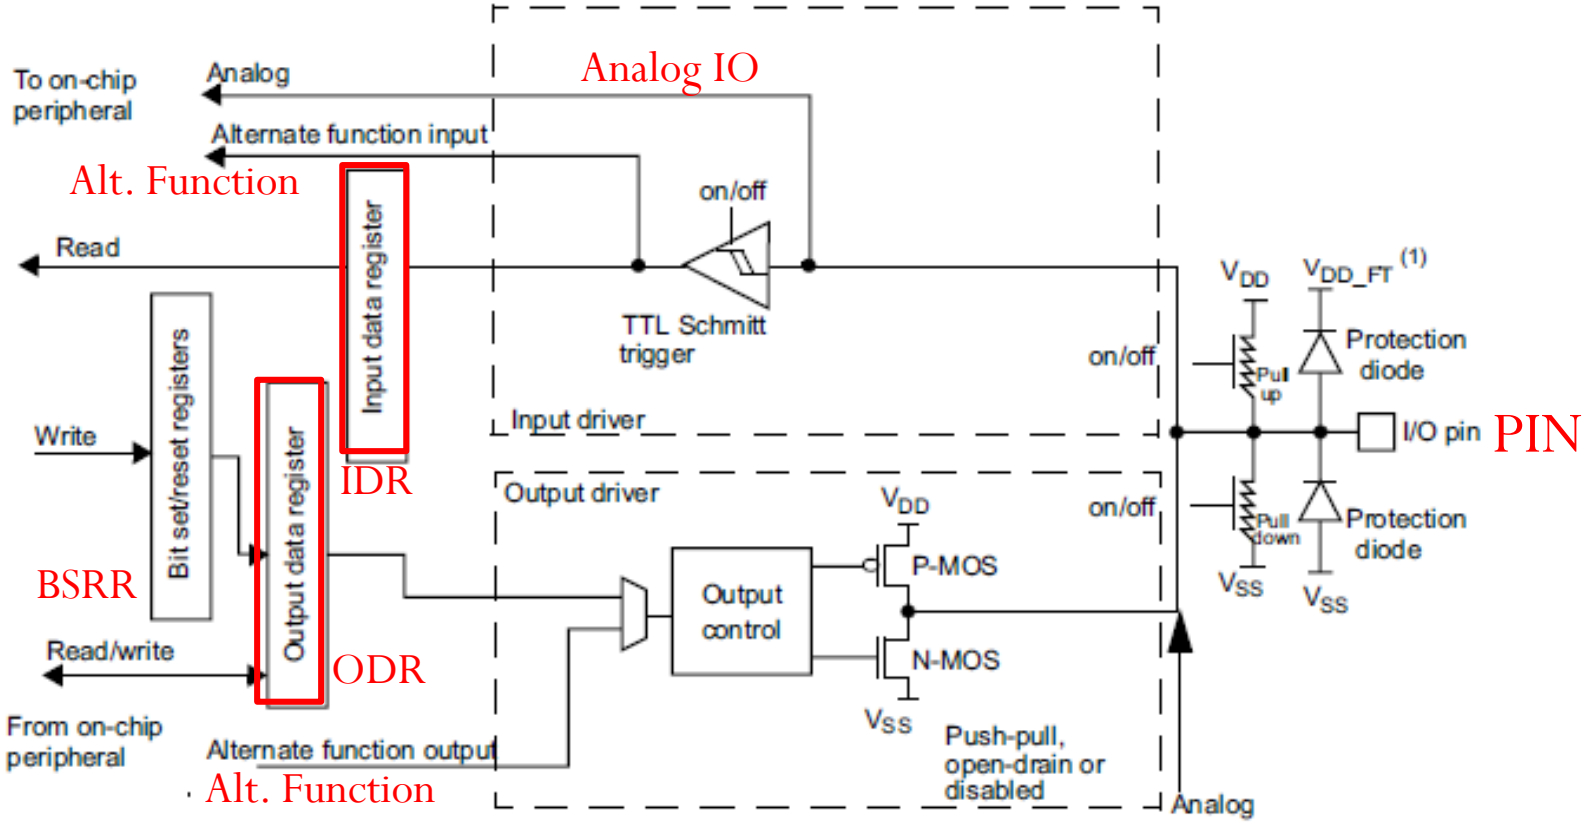 Analog IO
To on-chip
peripheral
Analog
Alternate function input
Alt. Function
on/off
Read
Input data register
TTL Schmitt
trigger
VDD
VDD_FT (1)
on/off
Pull
up
Protection
diode
Input driver
Write
Bit set/reset registers
I/O pin
PIN
IDR
Output data register
Output driver
VDD
on/off
Pull
down
Protection
diode
P-MOS
VSS
VSS
BSRR
Output
control
Read/write
ODR
N-MOS
VSS
From on-chip
peripheral
Alternate function output
Alt. Function
Push-pull,
open-drain or
disabled
Analog